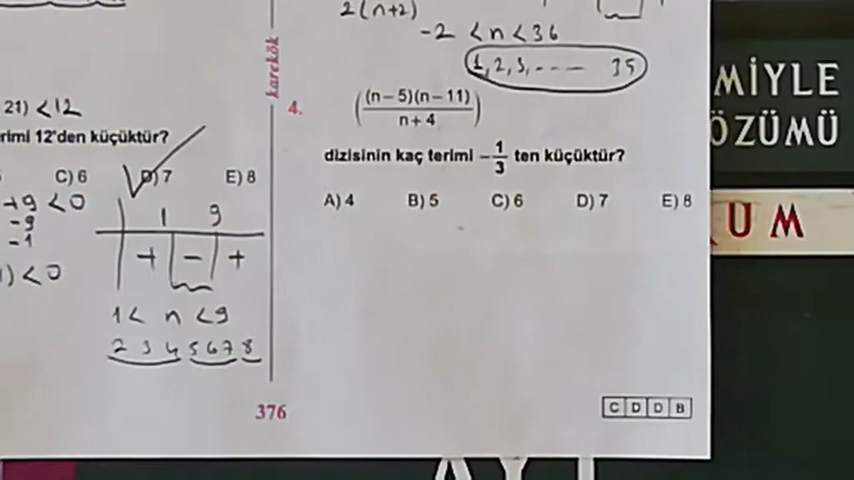 2(n+2)
-2 < n < 36
1, 2, 3, ---- 35
karekök
21) < 12
rimi 12'den küçüktür?
C) 6 D) 7 E) 8
+9 < 0
-9
-1
) < 0
1 9
+ - +
1 < n < 9
2 3 4 5 6 7 8
4.
((n-5)(n-11)/n+4)
dizisinin kaç terimi -1/3 ten küçüktür?
A) 4 B) 5 C) 6 D) 7 E) 8
376
C D D B
MİYLE
ÖZÜMÜ
UM